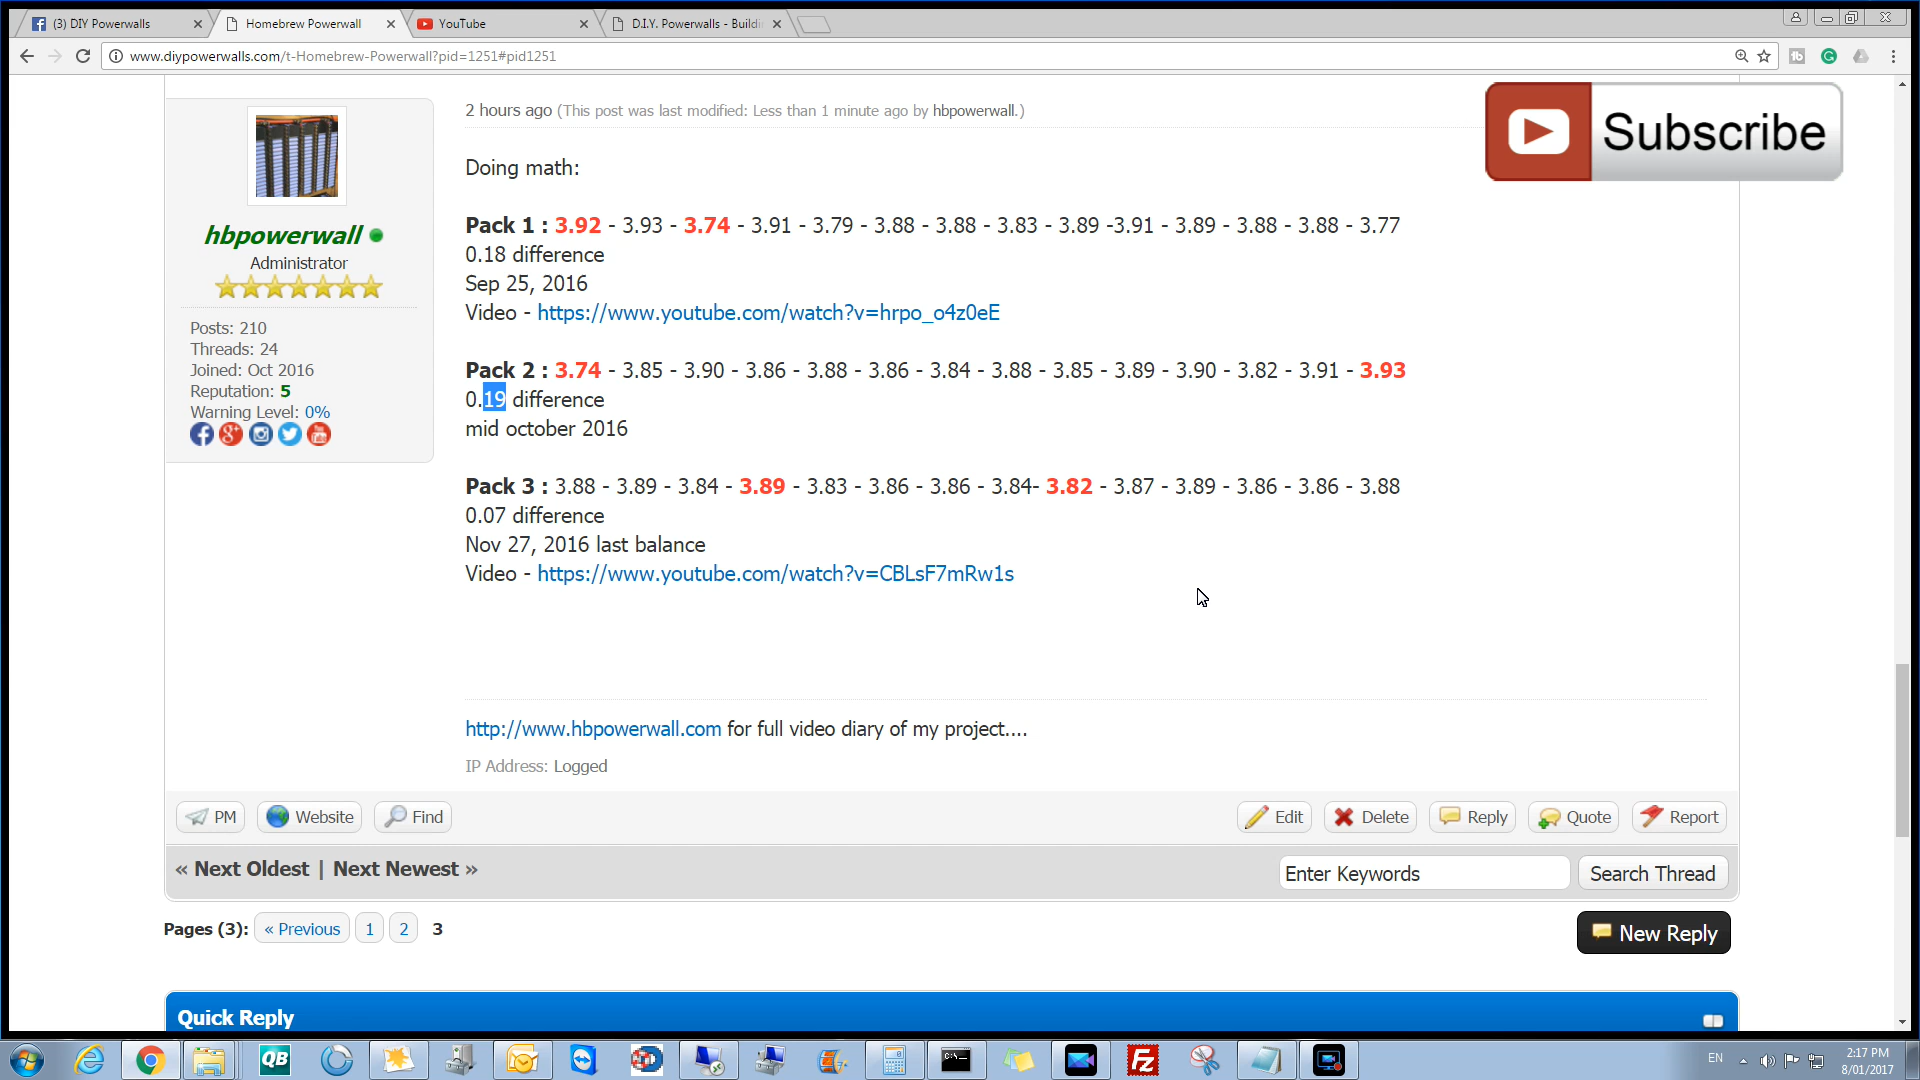 (3) DIY Powerwalls
Homebrew Powerwall
YouTube
D.I.Y. Powerwalls - Buildi
www.diypowerwalls.com/t-Homebrew-Powerwall?pid=1251#pid1251
2 hours ago (This post was last modified: Less than 1 minute ago by hbpowerwall.)
Subscribe
hbpowerwall
Administrator
Posts: 210
Threads: 24
Joined: Oct 2016
Reputation: 5
Warning Level: 0%
Doing math:
Pack 1 : 3.92 - 3.93 - 3.74 - 3.91 - 3.79 - 3.88 - 3.88 - 3.83 - 3.89 -3.91 - 3.89 - 3.88 - 3.88 - 3.77
0.18 difference
Sep 25, 2016
Video - https://www.youtube.com/watch?v=hrpo_o4z0eE
Pack 2 : 3.74 - 3.85 - 3.90 - 3.86 - 3.88 - 3.86 - 3.84 - 3.88 - 3.85 - 3.89 - 3.90 - 3.82 - 3.91 - 3.93
0.19 difference
mid october 2016
Pack 3 : 3.88 - 3.89 - 3.84 - 3.89 - 3.83 - 3.86 - 3.86 - 3.84- 3.82 - 3.87 - 3.89 - 3.86 - 3.86 - 3.88
0.07 difference
Nov 27, 2016 last balance
Video - https://www.youtube.com/watch?v=CBLsF7mRw1s
http://www.hbpowerwall.com for full video diary of my project....
IP Address: Logged
PM Website Find Edit Delete Reply Quote Report
« Next Oldest | Next Newest »
Enter Keywords Search Thread
Pages (3): « Previous 1 2 3
New Reply
Quick Reply
QB
C:\
FZ
EN
2:17 PM
8/01/2017